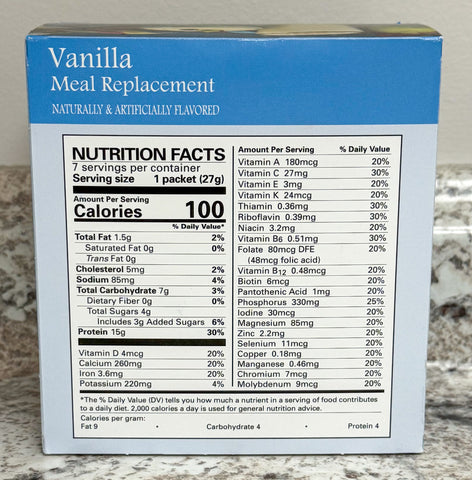 Vanilla
Meal Replacement
NATURALLY & ARTIFICIALLY FLAVORED
NUTRITION FACTS
7 servings per container
Serving size 1 packet (27g)
Amount Per Serving
Calories 100
% Daily Value*
Total Fat 1.5g 2%
Saturated Fat 0g 0%
Trans Fat 0g
Cholesterol 5mg 2%
Sodium 85mg 4%
Total Carbohydrate 7g 3%
Dietary Fiber 0g 0%
Total Sugars 4g
Includes 3g Added Sugars 6%
Protein 15g 30%
Vitamin D 4mcg 20%
Calcium 260mg 20%
Iron 3.6mg 20%
Potassium 220mg 4%
Amount Per Serving % Daily Value
Vitamin A 180mcg 20%
Vitamin C 27mg 30%
Vitamin E 3mg 20%
Vitamin K 24mcg 20%
Thiamin 0.36mg 30%
Riboflavin 0.39mg 30%
Niacin 3.2mg 20%
Vitamin B6 0.51mg 30%
Folate 80mcg DFE 20%
(48mcg folic acid)
Vitamin B12 0.48mcg 20%
Biotin 6mcg 20%
Pantothenic Acid 1mg 20%
Phosphorus 330mg 25%
Iodine 30mcg 20%
Magnesium 85mg 20%
Zinc 2.2mg 20%
Selenium 11mcg 20%
Copper 0.18mg 20%
Manganese 0.46mg 20%
Chromium 7mcg 20%
Molybdenum 9mcg 20%
*The % Daily Value (DV) tells you how much a nutrient in a serving of food contributes
to a daily diet. 2,000 calories a day is used for general nutrition advice.
Calories per gram:
Fat 9 • Carbohydrate 4 • Protein 4